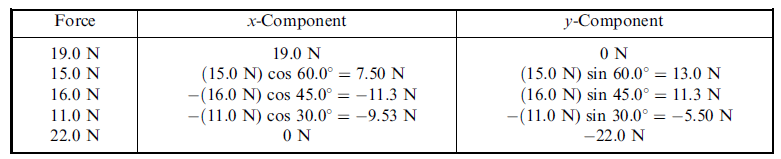 Force x-Component y-Component
19.0 N 19.0 N 0 N
15.0 N (15.0 N) cos 60.0° = 7.50 N (15.0 N) sin 60.0° = 13.0 N
16.0 N −(16.0 N) cos 45.0° = −11.3 N (16.0 N) sin 45.0° = 11.3 N
11.0 N −(11.0 N) cos 30.0° = −9.53 N −(11.0 N) sin 30.0° = −5.50 N
22.0 N 0 N −22.0 N